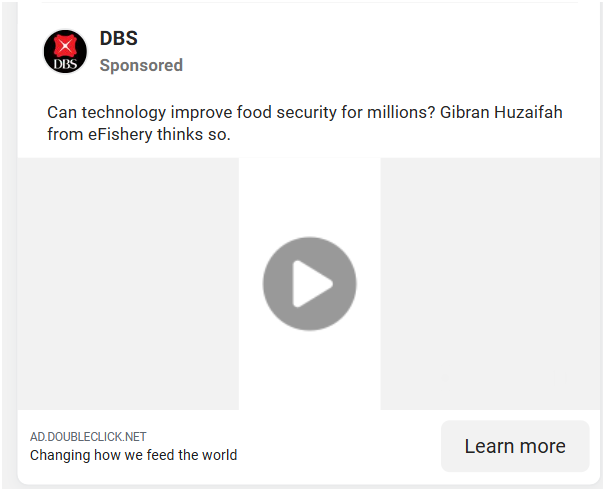 DBS
DBS
Sponsored
Can technology improve food security for millions? Gibran Huzaifah
from eFishery thinks so.
AD.DOUBLECLICK.NET
Changing how we feed the world
Learn more